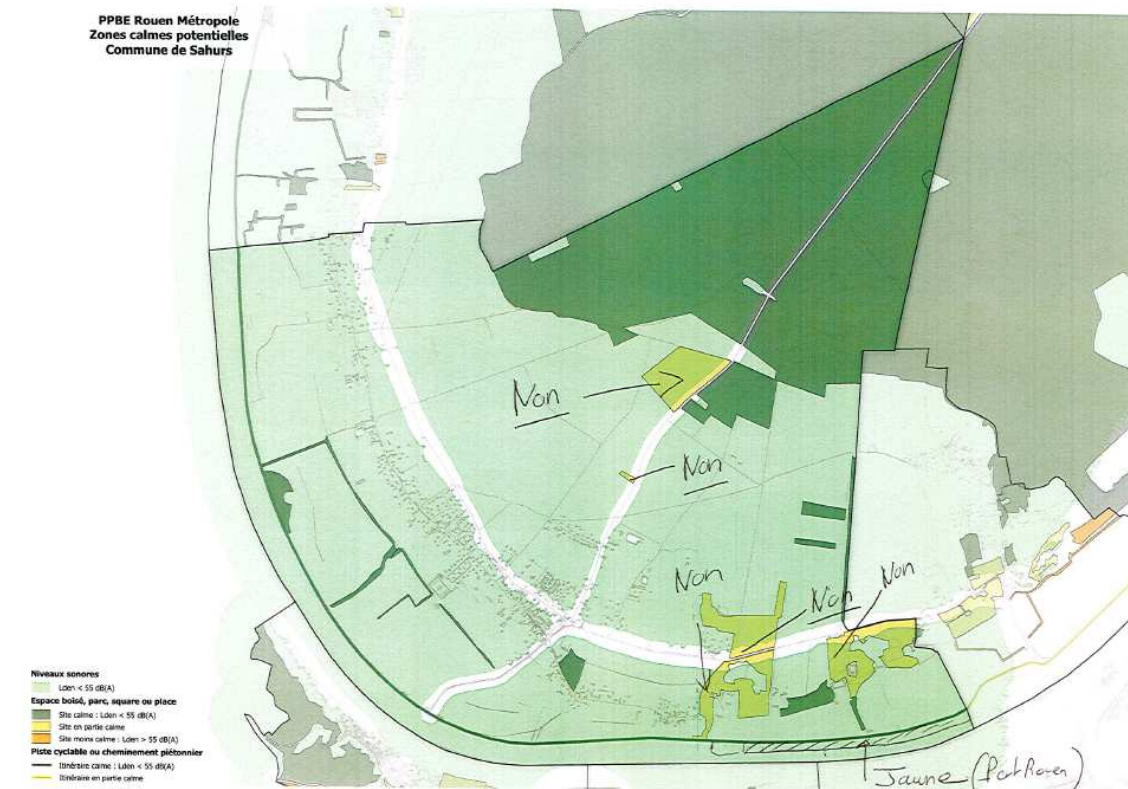 PPBE Rouen Métropole
Zones calmes potentielles
Commune de Sahurs
Non
Non
Non
Non
Non
Jaune (Port Rouen)
Niveaux sonores
Lden < 55 dB(A)
Espace boisé, parc, square ou place
Site calme : Lden < 55 dB(A)
Site en partie calme
Site moins calme : Lden > 55 dB(A)
Piste cyclable ou cheminement piétonnier
Itinéraire calme : Lden < 55 dB(A)
Itinéraire en partie calme